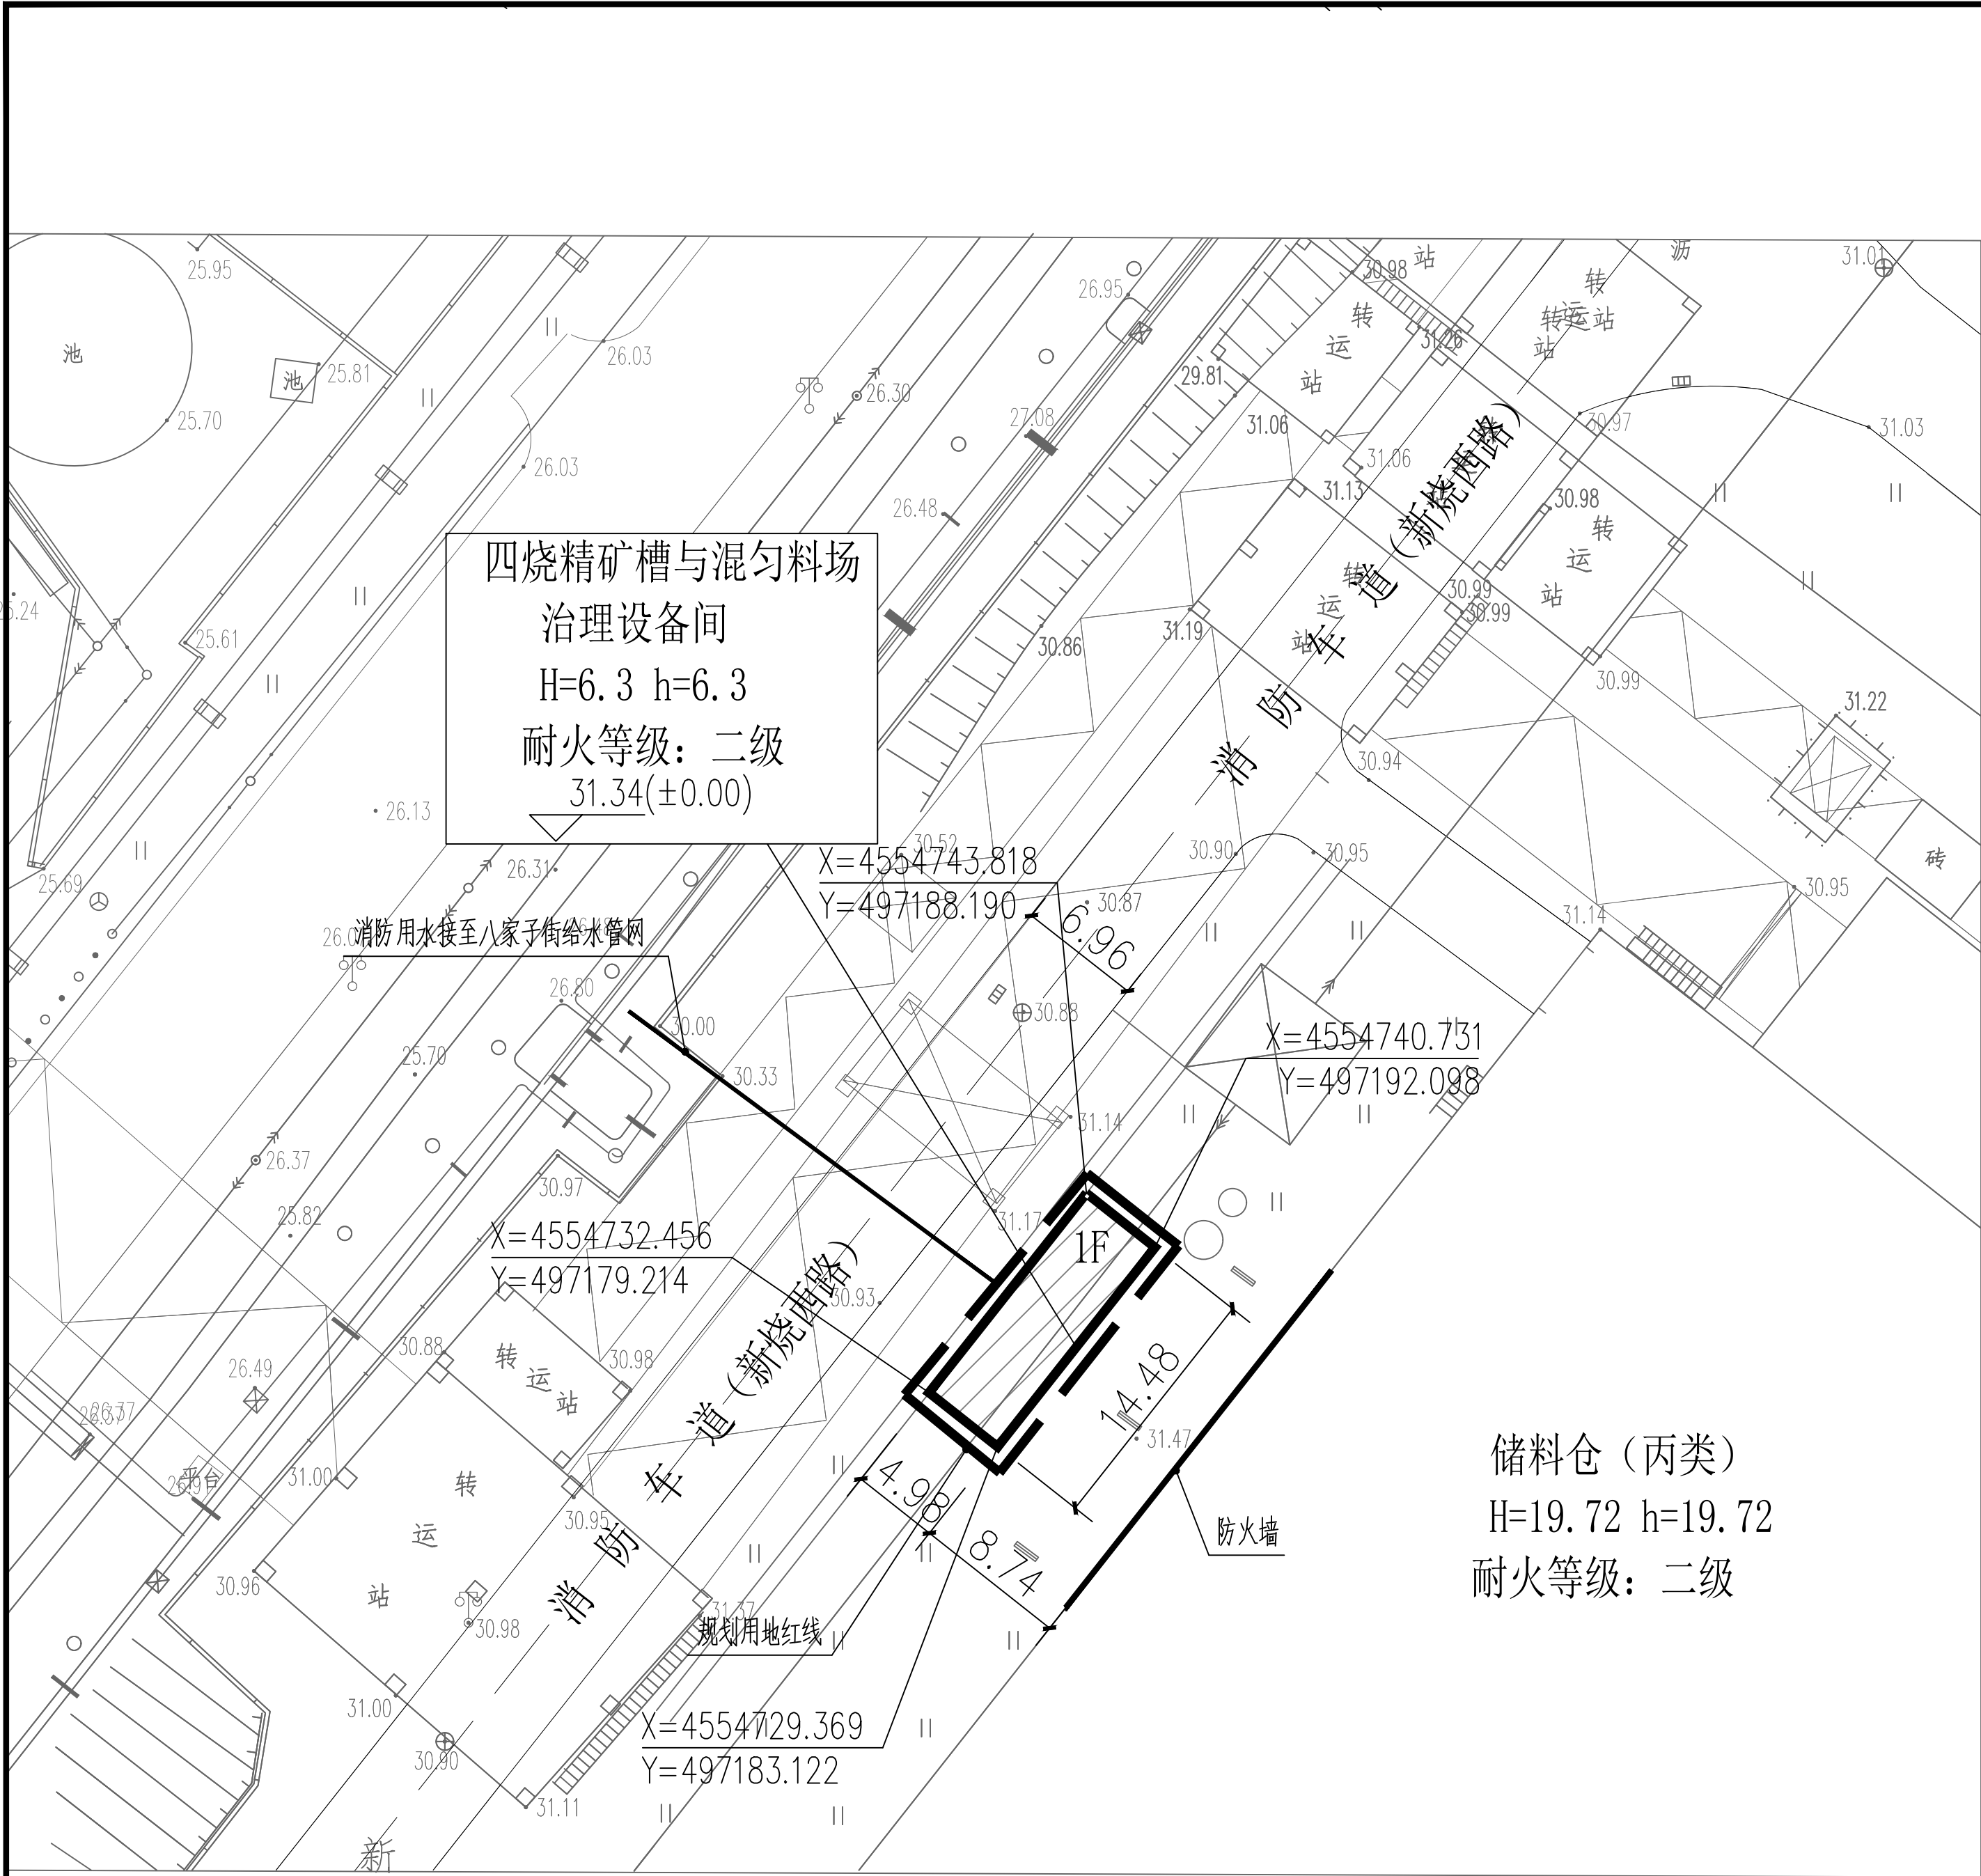 25.95
池
池
25.81
25.70
26.03
26.03
26.30
26.95
27.08
26.48
29.81
30.98
站
转
运
站
31.26
沥
转
转运站
运
站
31.01
30.97
31.03
31.06
31.06
31.13
30.98
转
运
站
30.99
30.99
30.99
31.19
30.86
转
运
站
31.22
砖
30.94
30.95
31.14
25.61
25.69
26.13
26.31
四烧精矿槽与混匀料场
治理设备间
H=6.3 h=6.3
耐火等级：二级
31.34(±0.00)
消防车道（新烧西路）
30.52
X=4554743.818
Y=497188.190
30.90
30.95
30.87
6.96
消防用水接至八家子街给水管网
26.80
30.00
30.33
25.70
30.88
31.14
X=4554740.731
Y=497192.098
26.37
25.82
30.97
31.17
1F
X=4554732.456
Y=497179.214
30.93
消防车道（新烧西路）
30.88
转
运
站
30.98
26.49
平台
31.00
转
运
站
30.95
14.48
31.47
4.98
8.74
防火墙
储料仓（丙类）
H=19.72 h=19.72
耐火等级：二级
30.96
30.98
31.37
规划用地红线
31.00
30.90
X=4554729.369
Y=497183.122
31.11
新